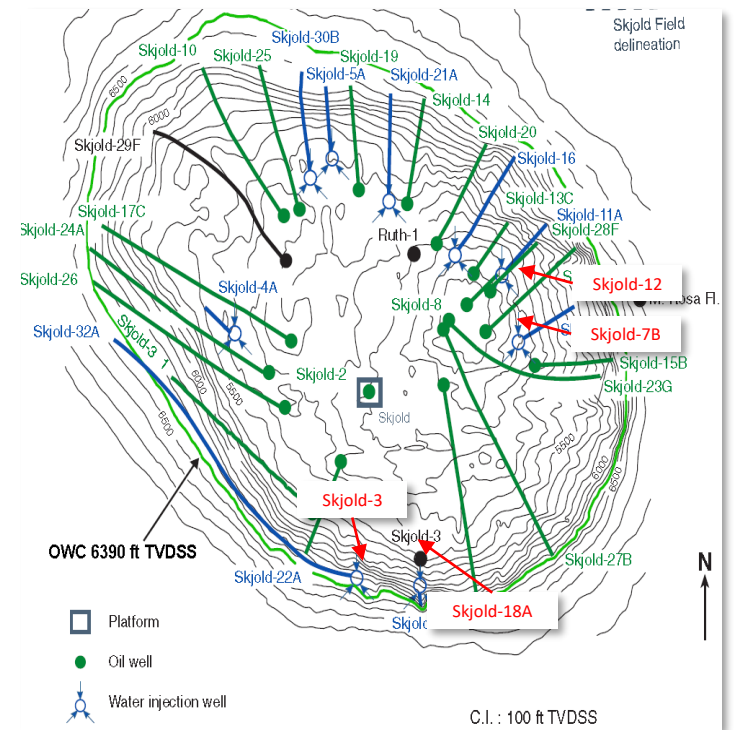 Skjold Field
delineation
Skjold-30B
Skjold-10
Skjold-25
Skjold-19
Skjold-5A
Skjold-21A
6500
Skjold-14
6000
Skjold-20
Skjold-29F
Skjold-16
Skjold-13C
Skjold-17C
Skjold-11A
Skjold-24A
Ruth-1
Skjold-28F
Skjold-26
S
Skjold-12
Skjold-4A
Skjold-8
Skjold-32A
Skjold-7B
Skjold-3 1
Skjold-15B
Skjold-2
Skjold-23G
6000
5500
Skjold
6500
5500
6000
6500
Skjold-3
OWC 6390 ft TVDSS
Skjold-3
Skjold-27B
N
Skjold-22A
Skjold-18A
Platform
Oil well
Water injection well
C.I. : 100 ft TVDSS